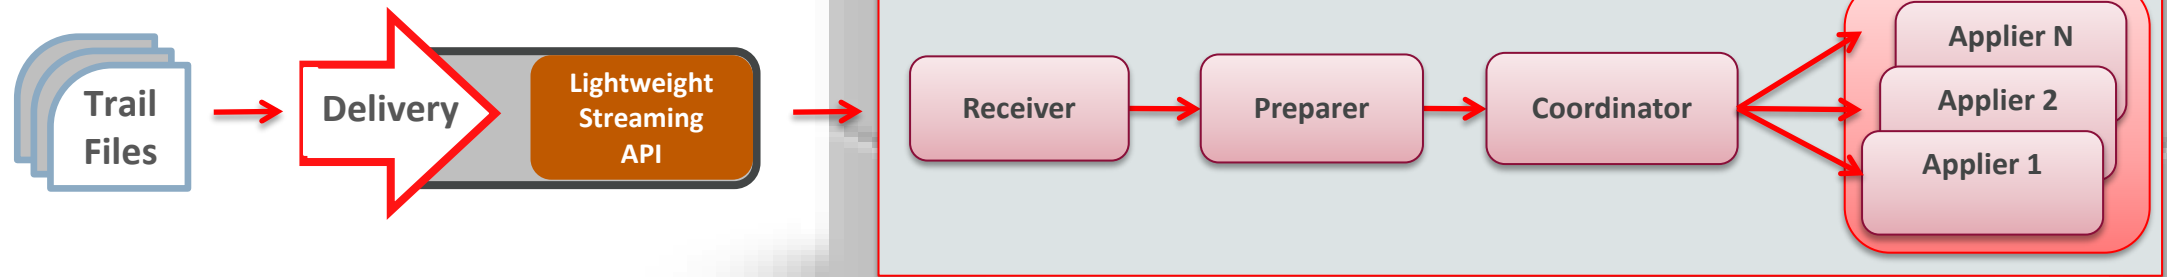 Trail
Files
Delivery
Lightweight
Streaming
API
Receiver
Preparer
Coordinator
Applier N
Applier 2
Applier 1